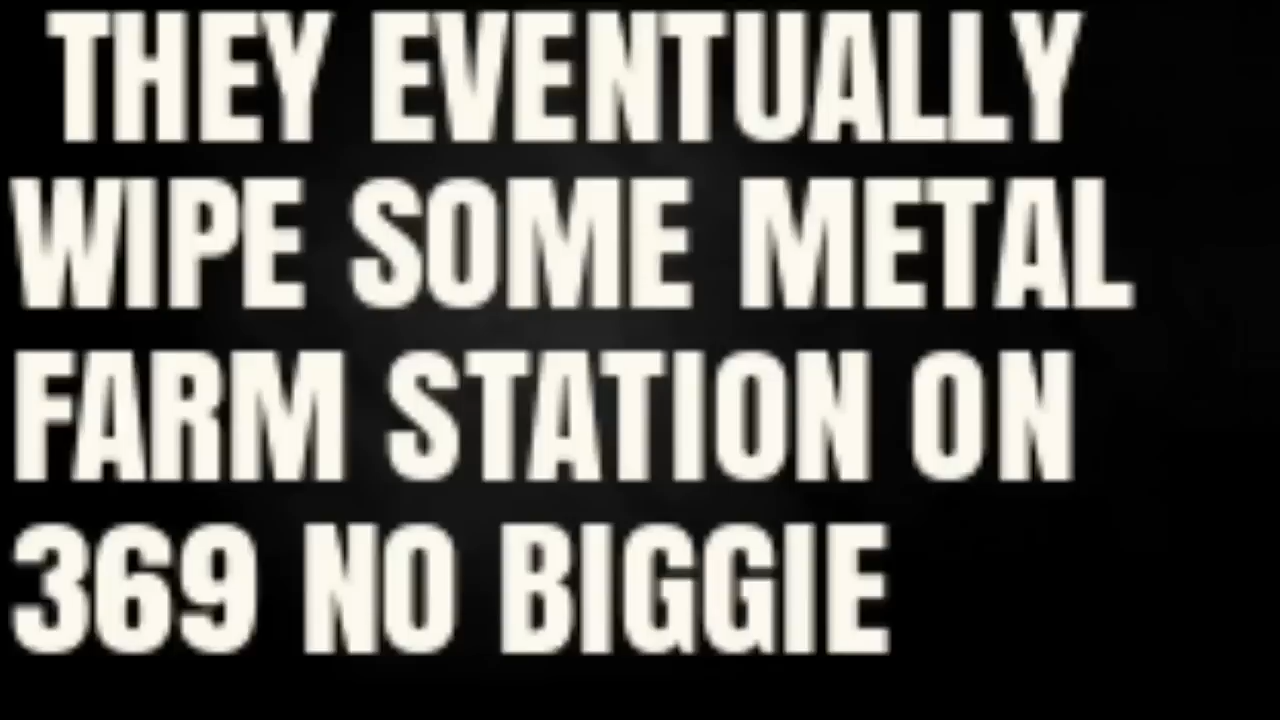 THEY EVENTUALLY
WIPE SOME METAL
FARM STATION ON
369 NO BIGGIE